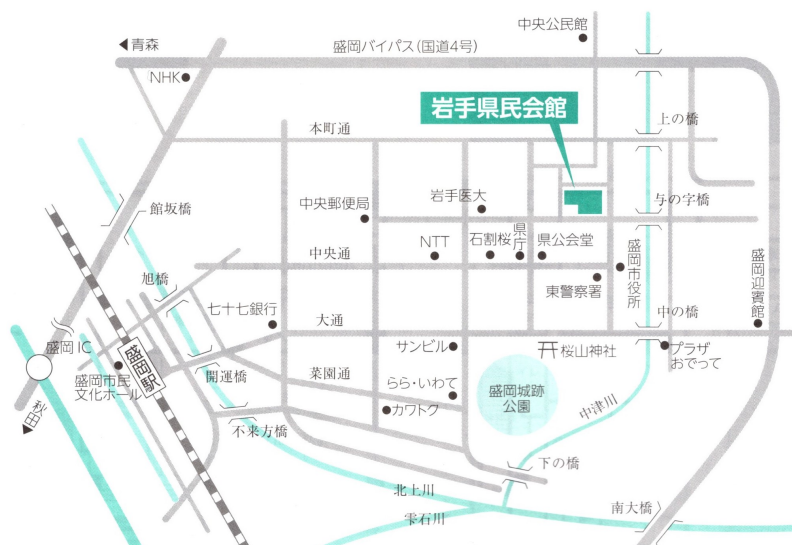 中央公民館
◀青森
盛岡バイパス(国道4号)
NHK
岩手県民会館
本町通
上の橋
館坂橋
中央郵便局
岩手医大
与の字橋
NTT
石割桜
県庁
県公会堂
中央通
盛岡市役所
盛岡迎賓館
旭橋
東警察署
七十七銀行
大通
中の橋
盛岡IC
盛岡駅
サンビル
桜山神社
プラザ
おでって
盛岡市民
文化ホール
開運橋
菜園通
らら・いわて
盛岡城跡
公園
中津川
秋田▶
カワトク
不来方橋
下の橋
北上川
雫石川
南大橋